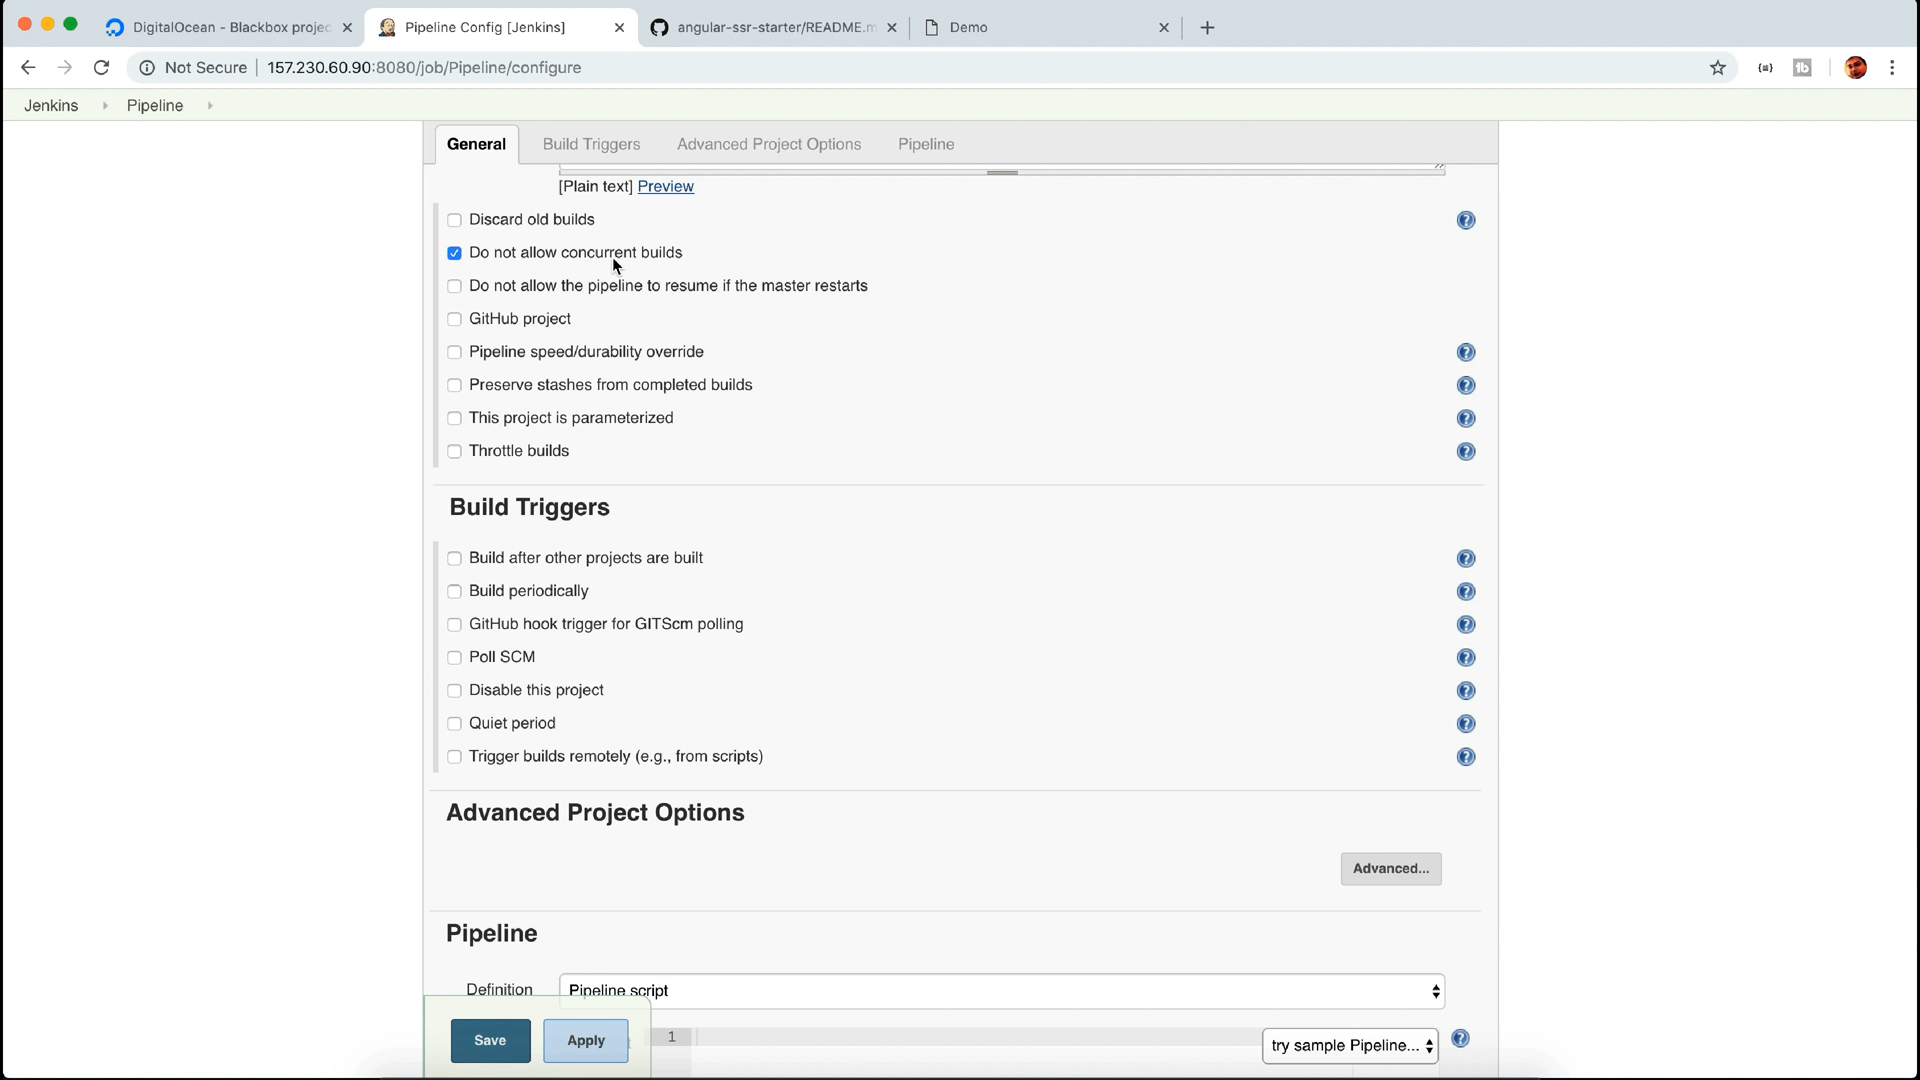 DigitalOcean - Blackbox projec
Pipeline Config [Jenkins]
angular-ssr-starter/README.m
Demo
Not Secure
157.230.60.90:8080/job/Pipeline/configure
Jenkins
Pipeline
General
Build Triggers
Advanced Project Options
Pipeline
[Plain text] Preview
Discard old builds
Do not allow concurrent builds
Do not allow the pipeline to resume if the master restarts
GitHub project
Pipeline speed/durability override
Preserve stashes from completed builds
This project is parameterized
Throttle builds
Build Triggers
Build after other projects are built
Build periodically
GitHub hook trigger for GITScm polling
Poll SCM
Disable this project
Quiet period
Trigger builds remotely (e.g., from scripts)
Advanced Project Options
Advanced...
Pipeline
Definition
Pipeline script
Save
Apply
1
try sample Pipeline...